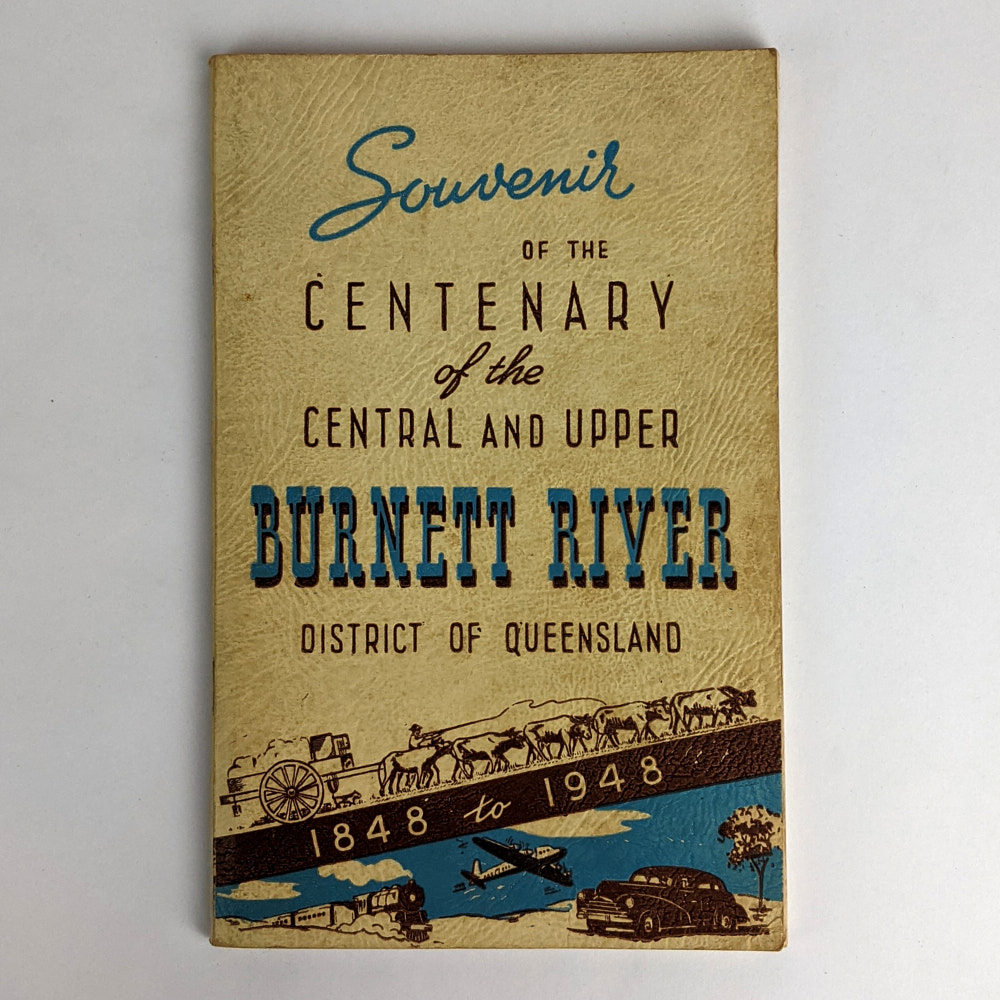 Souvenir
OF THE
CENTENARY
of the
CENTRAL AND UPPER
BURNETT RIVER
DISTRICT OF QUEENSLAND
1848 to 1948